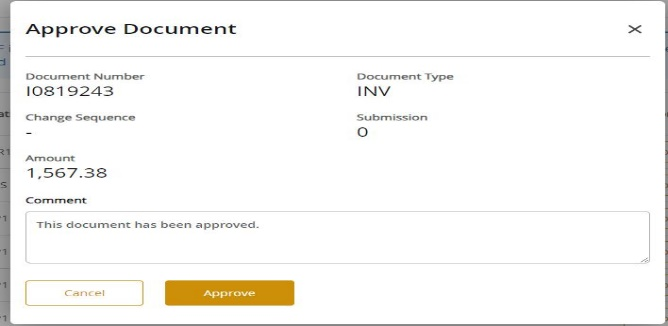 Approve Document
Document Number
I0819243
Document Type
INV
Change Sequence
-
Submission
0
Amount
1,567.38
Comment
This document has been approved.
Cancel
Approve